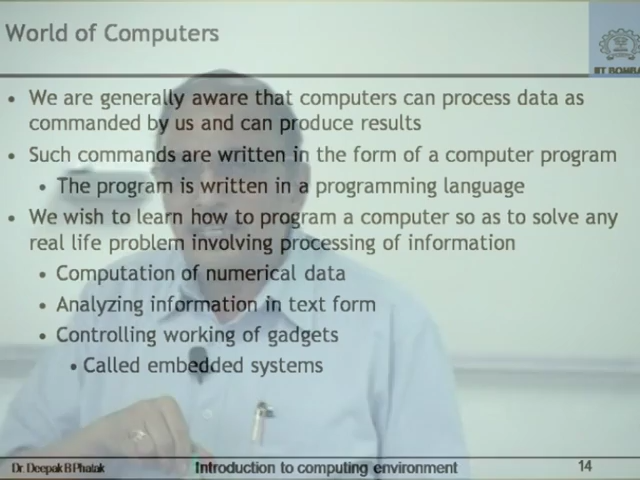 World of Computers
IIT BOMBAY
• We are generally aware that computers can process data as
commanded by us and can produce results
• Such commands are written in the form of a computer program
• The program is written in a programming language
• We wish to learn how to program a computer so as to solve any
real life problem involving processing of information
• Computation of numerical data
• Analyzing information in text form
• Controlling working of gadgets
• Called embedded systems
Dr. Deepak B Phatak
Introduction to computing environment
14